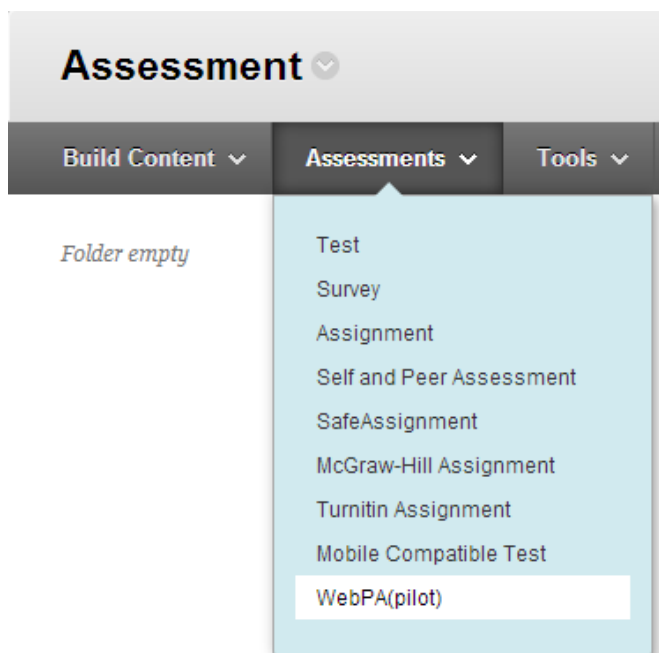 Assessment
Build Content Assessments Tools
Folder empty
Test
Survey
Assignment
Self and Peer Assessment
SafeAssignment
McGraw-Hill Assignment
Turnitin Assignment
Mobile Compatible Test
WebPA(pilot)